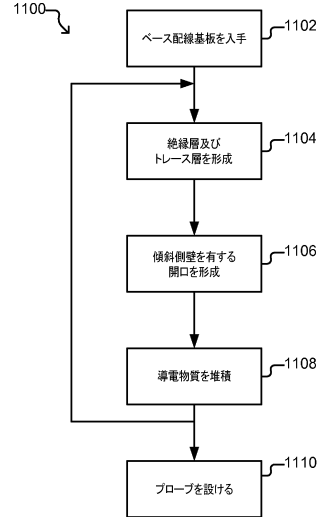 1100
ベース配線基板を入手
1102
絶縁層及び
トレース層を形成
1104
傾斜側壁を有する
開口を形成
1106
導電物質を堆積
1108
プローブを設ける
1110